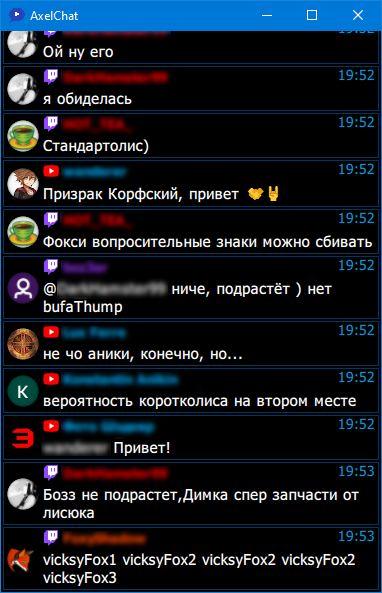 AxelChat
19:52
Ой ну его
19:52
я обиделась
19:52
Стандартолис)
19:52
Призрак Корфский, привет 🤝🤘
19:52
Фокси вопросительные знаки можно сбивать
19:52
@ ниче, подрастёт ) нет
bufaThump
19:52
не чо аники, конечно, но...
19:52
K
вероятность коротколиса на втором месте
19:52
Привет!
19:53
Бозз не подрастет,Димка спер запчасти от
лисюка
19:53
vicksyFox1 vicksyFox2 vicksyFox2 vicksyFox2
vicksyFox3